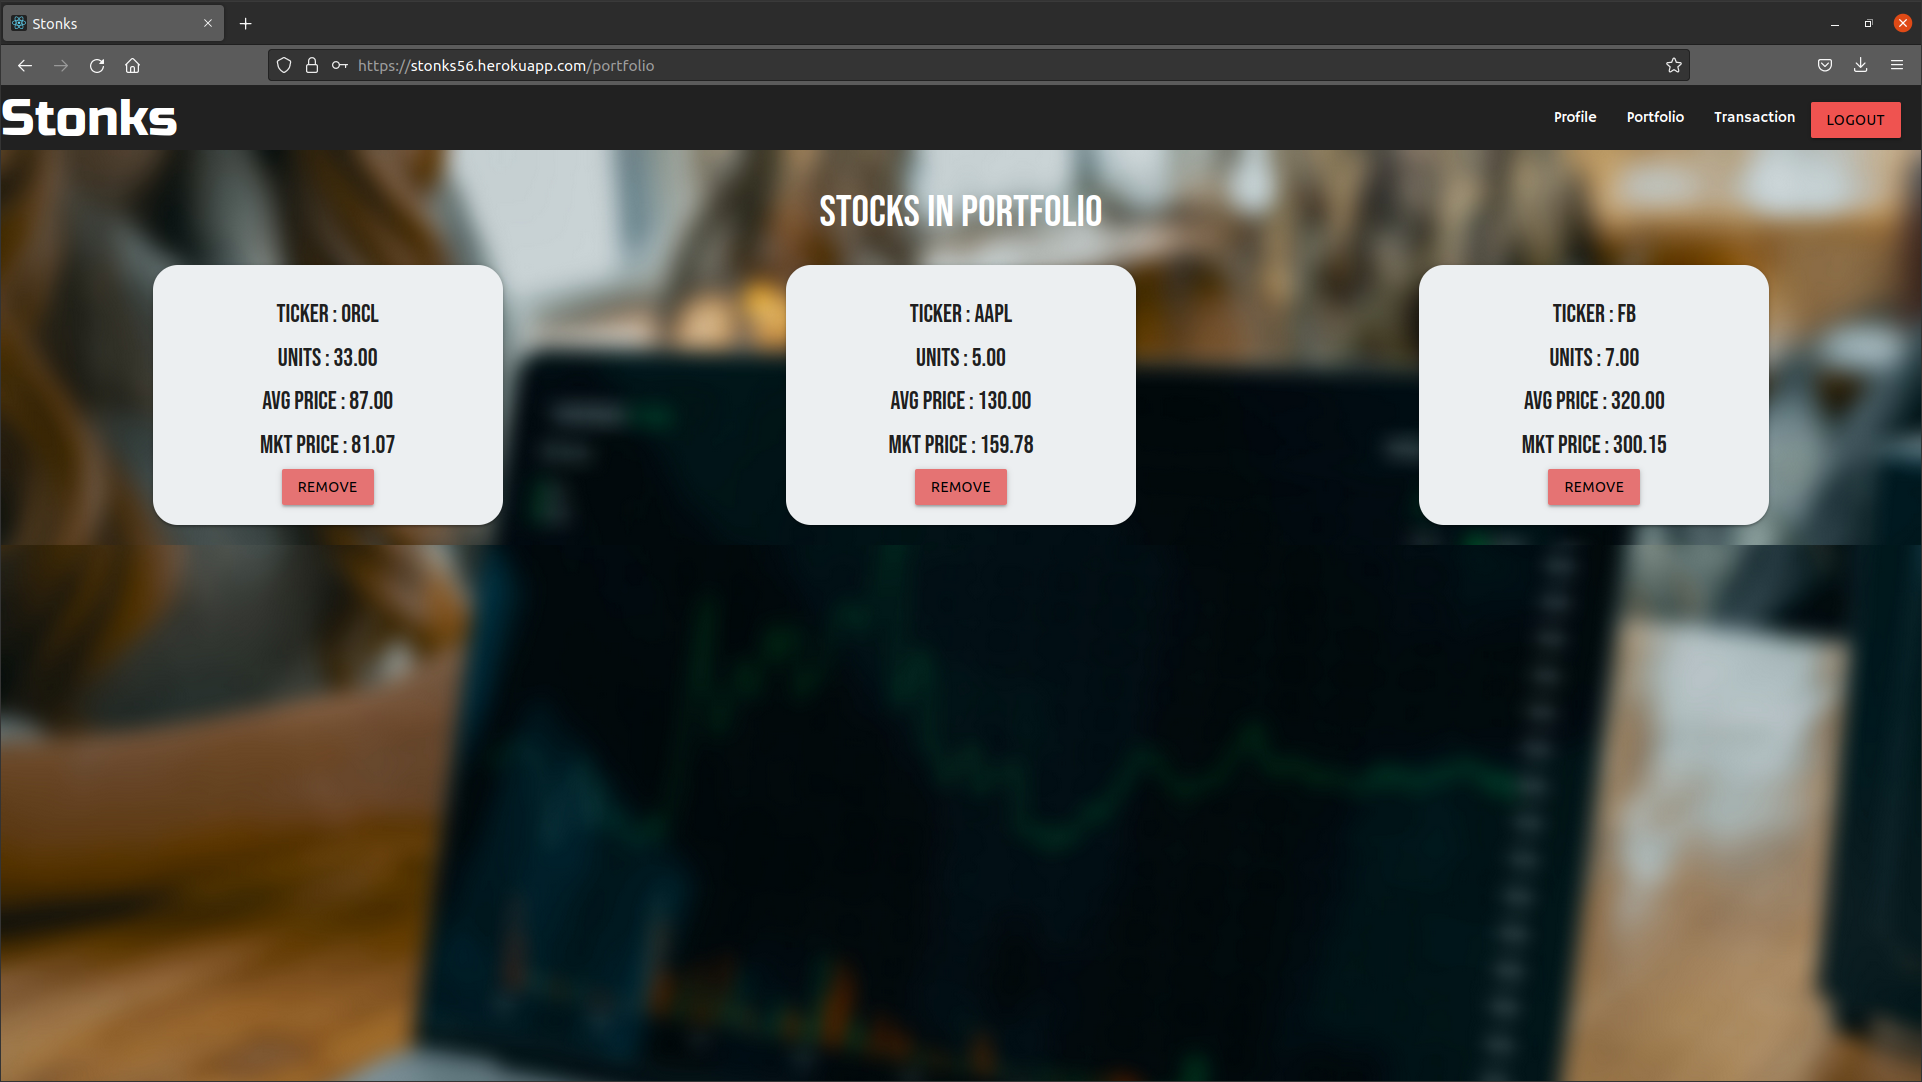 Stonks
https://stonks56.herokuapp.com/portfolio
Stonks
Profile Portfolio Transaction LOGOUT
STOCKS IN PORTFOLIO
TICKER : ORCL
UNITS : 33.00
AVG PRICE : 87.00
MKT PRICE : 81.07
REMOVE
TICKER : AAPL
UNITS : 5.00
AVG PRICE : 130.00
MKT PRICE : 159.78
REMOVE
TICKER : FB
UNITS : 7.00
AVG PRICE : 320.00
MKT PRICE : 300.15
REMOVE